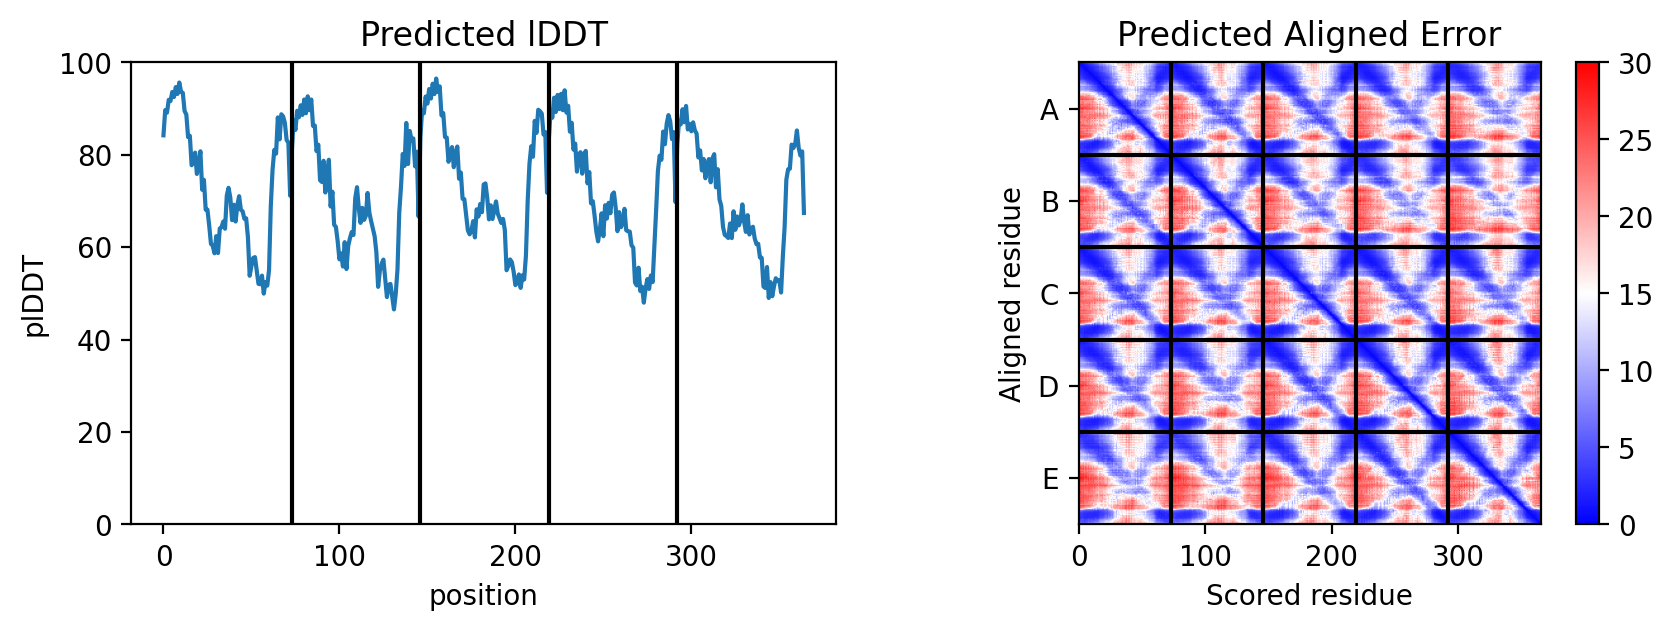 Predicted lDDT
100
80
60
40
20
0
plDDT
0 100 200 300
position
Predicted Aligned Error
A
B
C
D
E
Aligned residue
0 100 200 300
Scored residue
30
25
20
15
10
5
0